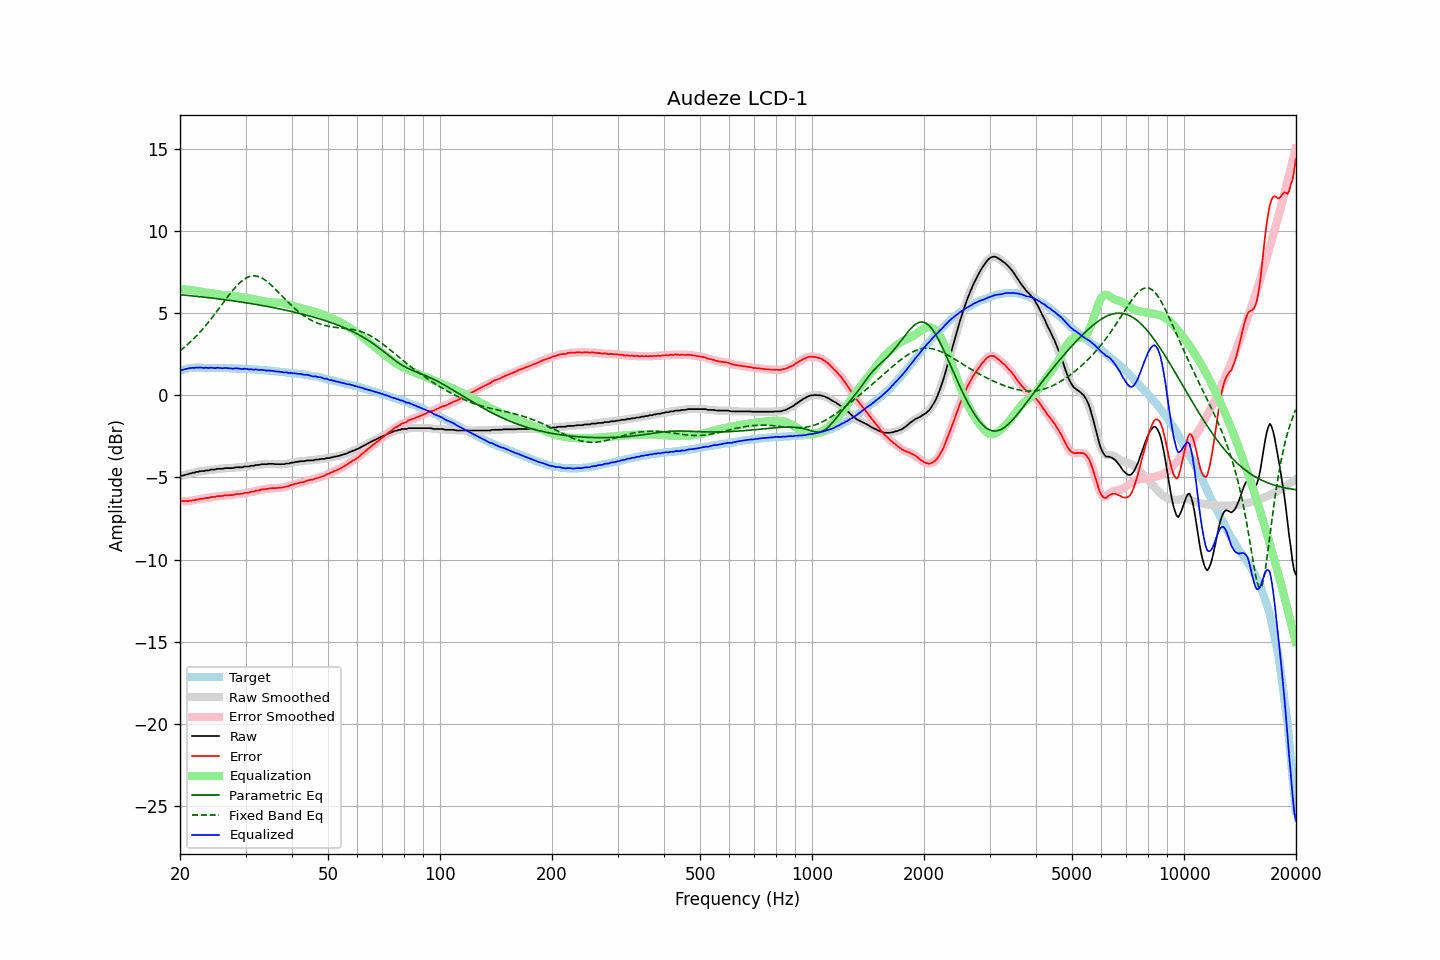 Audeze LCD-1
15
10
5
0
−5
−10
−15
−20
−25
Amplitude (dBr)
Target
Raw Smoothed
Error Smoothed
Raw
Error
Equalization
Parametric Eq
Fixed Band Eq
Equalized
20 50 100 200 500 1000 2000 5000 10000 20000
Frequency (Hz)